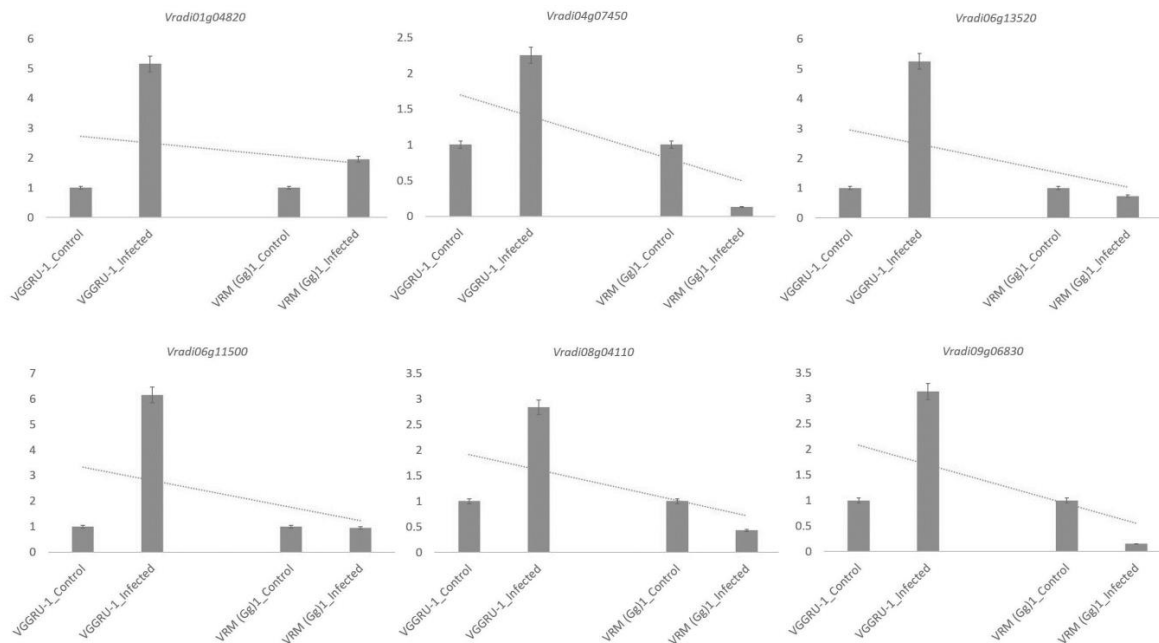 Vradi01g04820
6
5
4
3
2
1
0
VGGRU-1_Control
VGGRU-1_Infected
VRM (Gg)1_Control
VRM (Gg)1_Infected
Vradi04g07450
2.5
2
1.5
1
0.5
0
VGGRU-1_Control
VGGRU-1_Infected
VRM (Gg)1_Control
VRM (Gg)1_Infected
Vradi06g13520
6
5
4
3
2
1
0
VGGRU-1_Control
VGGRU-1_Infected
VRM (Gg)1_Control
VRM (Gg)1_Infected
Vradi06g11500
7
6
5
4
3
2
1
0
VGGRU-1_Control
VGGRU-1_Infected
VRM (Gg)1_Control
VRM (Gg)1_Infected
Vradi08g04110
3.5
3
2.5
2
1.5
1
0.5
0
VGGRU-1_Control
VGGRU-1_Infected
VRM (Gg)1_Control
VRM (Gg)1_Infected
Vradi09g06830
3.5
3
2.5
2
1.5
1
0.5
0
VGGRU-1_Control
VGGRU-1_Infected
VRM (Gg)1_Control
VRM (Gg)1_Infected